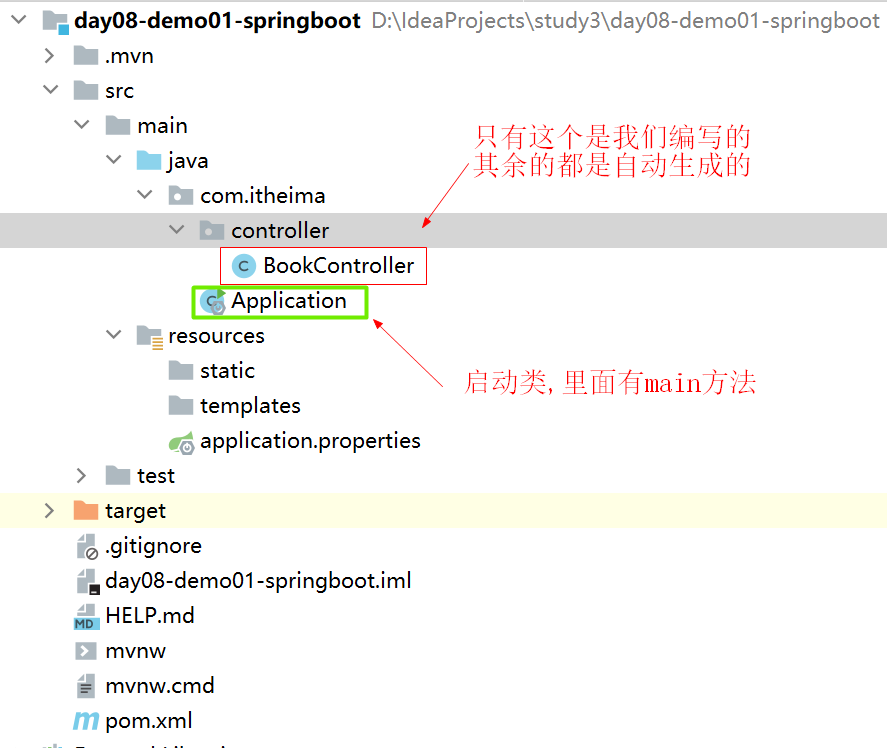 day08-demo01-springboot D:\IdeaProjects\study3\day08-demo01-springboot
.mvn
src
main
只有这个是我们编写的
其余的都是自动生成的
java
com.itheima
controller
BookController
Application
resources
static
启动类,里面有main方法
templates
application.properties
test
target
.gitignore
day08-demo01-springboot.iml
HELP.md
mvnw
mvnw.cmd
pom.xml